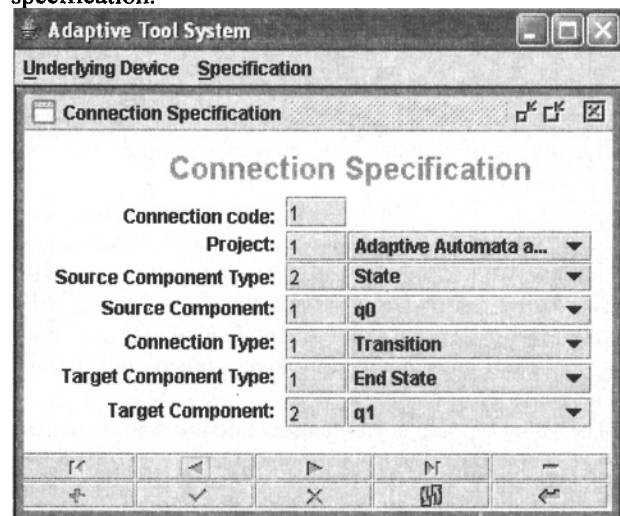 specification.
Adaptive Tool System
Underlying Device Specification
Connection Specification
Connection Specification
Connection code: 1
Project: 1 Adaptive Automata a...
Source Component Type: 2 State
Source Component: 1 q0
Connection Type: 1 Transition
Target Component Type: 1 End State
Target Component: 2 q1